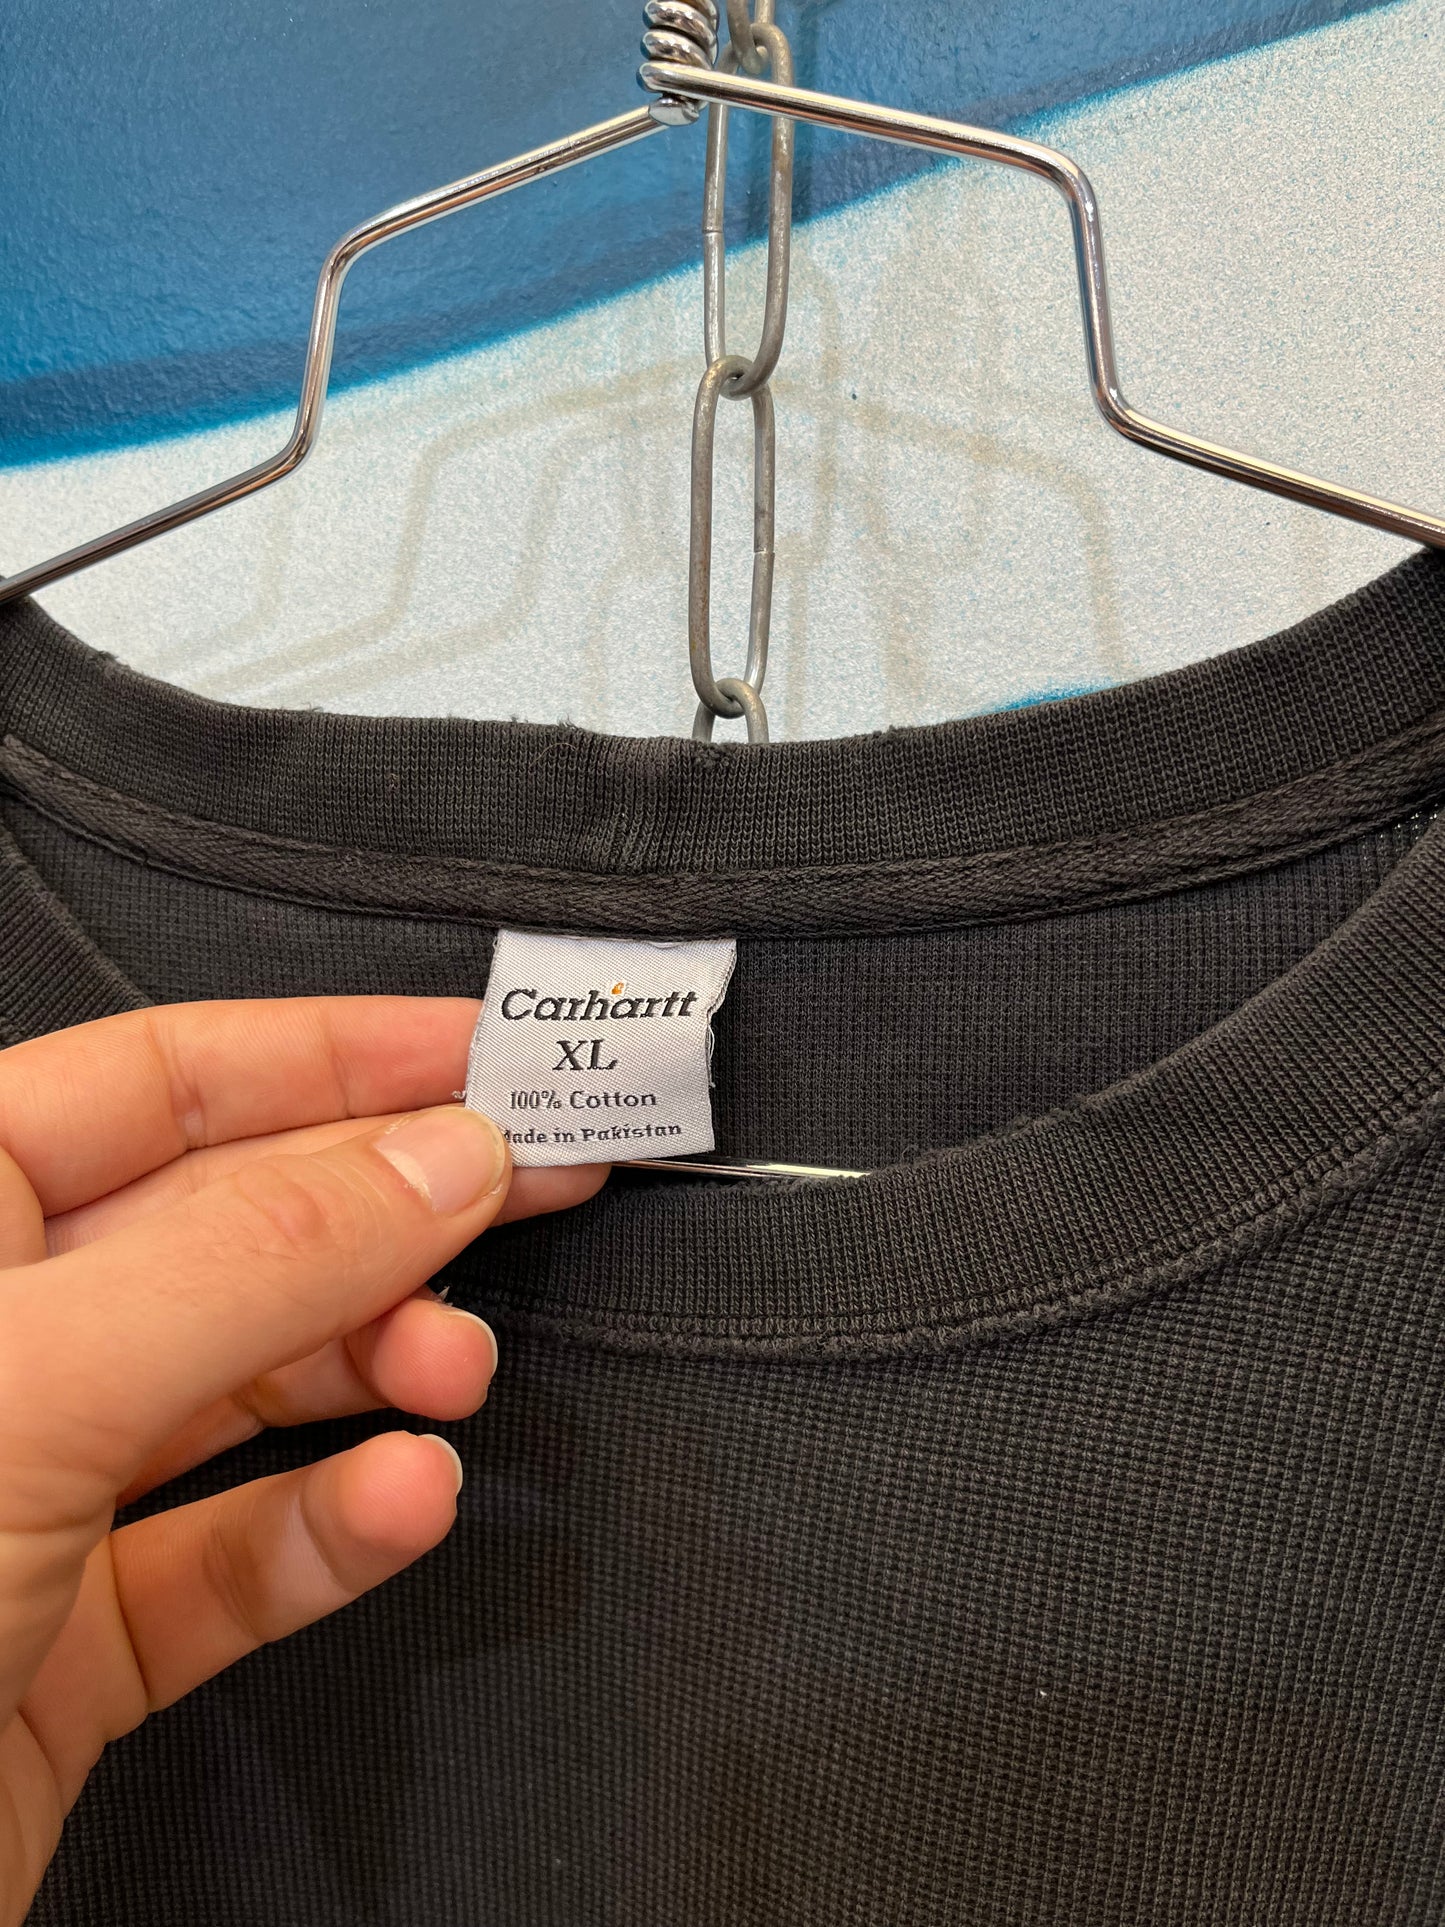 Carhartt
XL
100% Cotton
Made in Pakistan